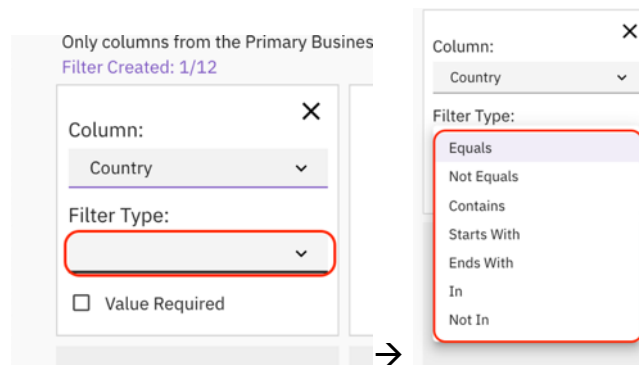 Only columns from the Primary Busines
Filter Created: 1/12
Column:
Country
Filter Type:
Value Required
→
Column:
Country
Filter Type:
Equals
Not Equals
Contains
Starts With
Ends With
In
Not In